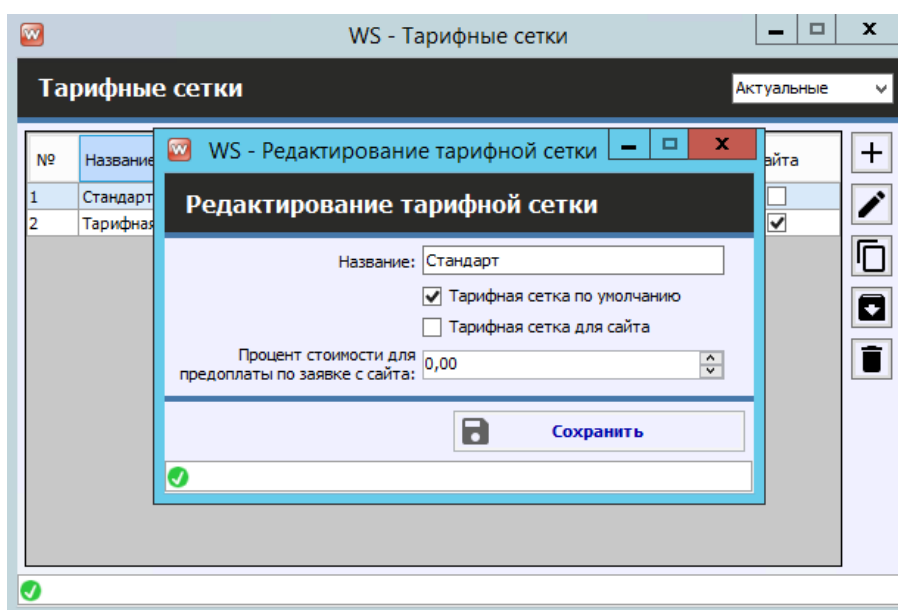 WS - Тарифные сетки
Тарифные сетки
Актуальные
№
Название
айта
1
Стандарт
2
Тарифная
WS - Редактирование тарифной сетки
Редактирование тарифной сетки
Название:
Стандарт
Тарифная сетка по умолчанию
Тарифная сетка для сайта
Процент стоимости для
предоплаты по заявке с сайта:
0,00
Сохранить